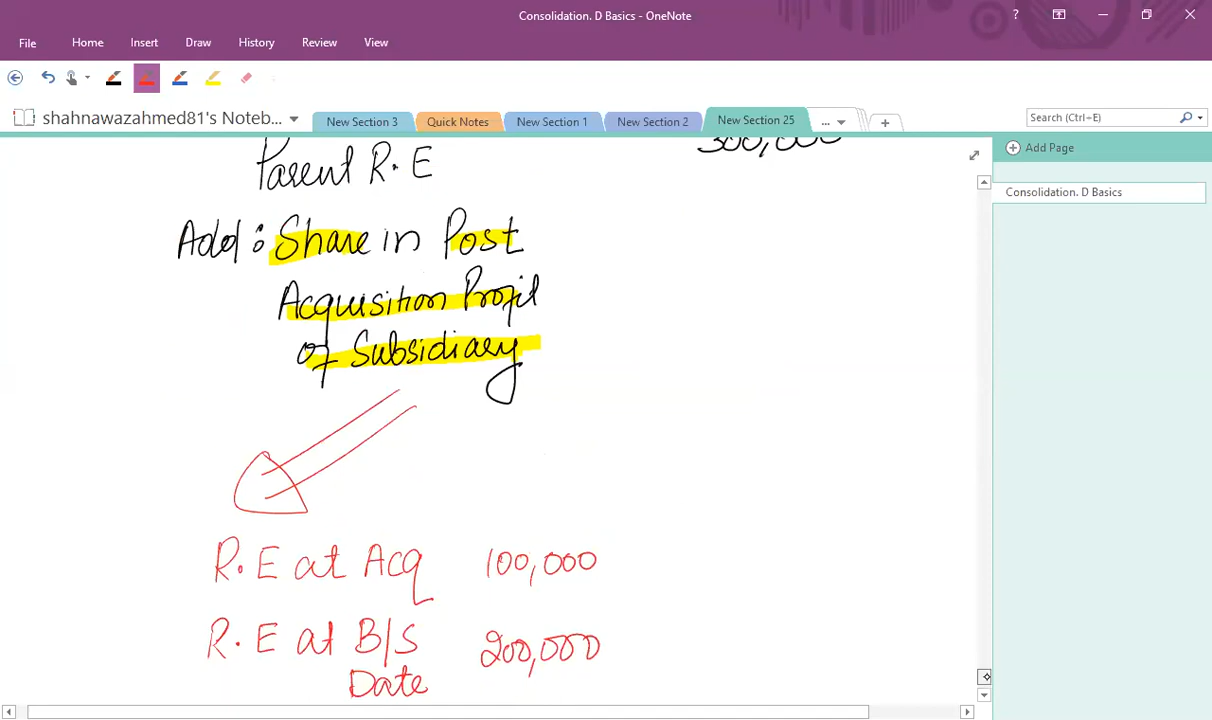 Consolidation. D Basics - OneNote
?
File Home Insert Draw History Review View
shahnawazahmed81's Noteb... New Section 3 Quick Notes New Section 1 New Section 2 New Section 25 ... Search (Ctrl+E)
Add Page
Consolidation. D Basics
Parent R.E 300,000
Add: Share in Post
Acquisition Profit
of Subsidiary
R.E at Acq 100,000
R.E at B/S 200,000
Date